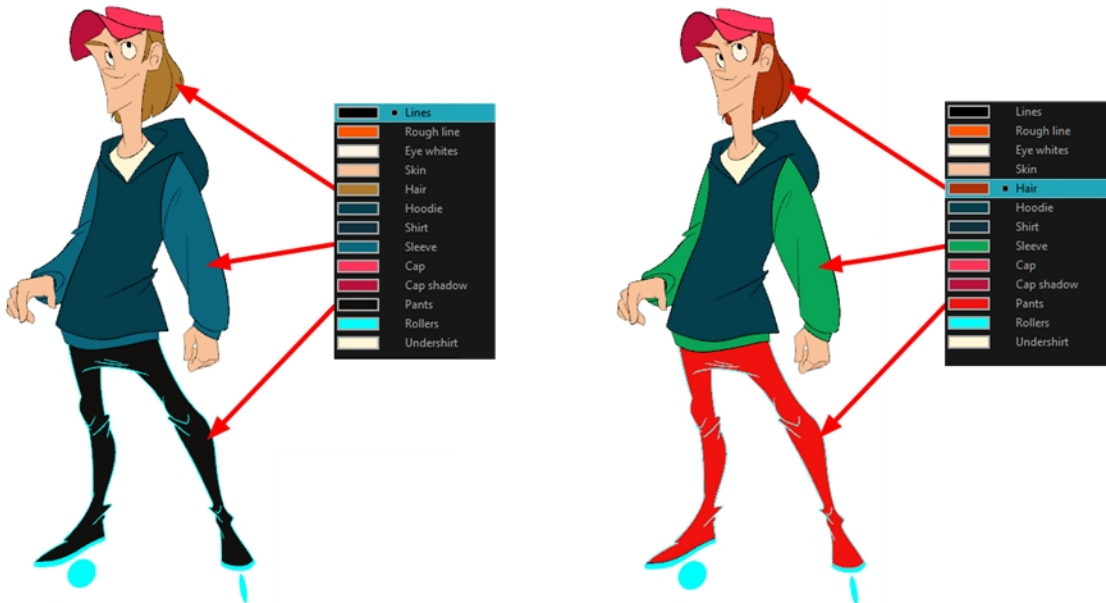 Lines
Rough line
Eye whites
Skin
Hair
Hoodie
Shirt
Sleeve
Cap
Cap shadow
Pants
Rollers
Undershirt
Lines
Rough line
Eye whites
Skin
Hair
Hoodie
Shirt
Sleeve
Cap
Cap shadow
Pants
Rollers
Undershirt